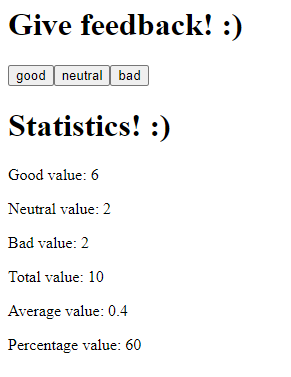 Give feedback! :)
good neutral bad
Statistics! :)
Good value: 6
Neutral value: 2
Bad value: 2
Total value: 10
Average value: 0.4
Percentage value: 60